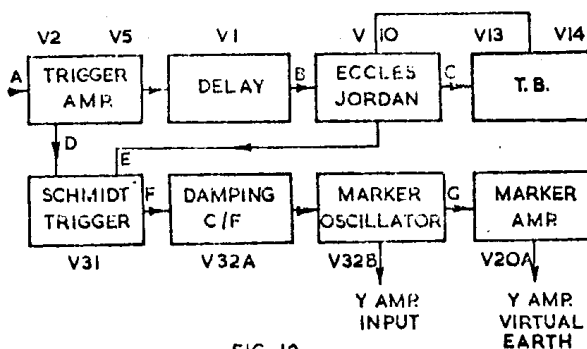 V2 V5 V1 V 10 V13 V14
A TRIGGER AMP. DELAY B ECCLES JORDAN C T.B.
D
E
SCHMIDT TRIGGER F DAMPING C/F MARKER OSCILLATOR G MARKER AMP.
V31 V32A V32B V20A
Y AMP. INPUT
Y AMP. VIRTUAL EARTH